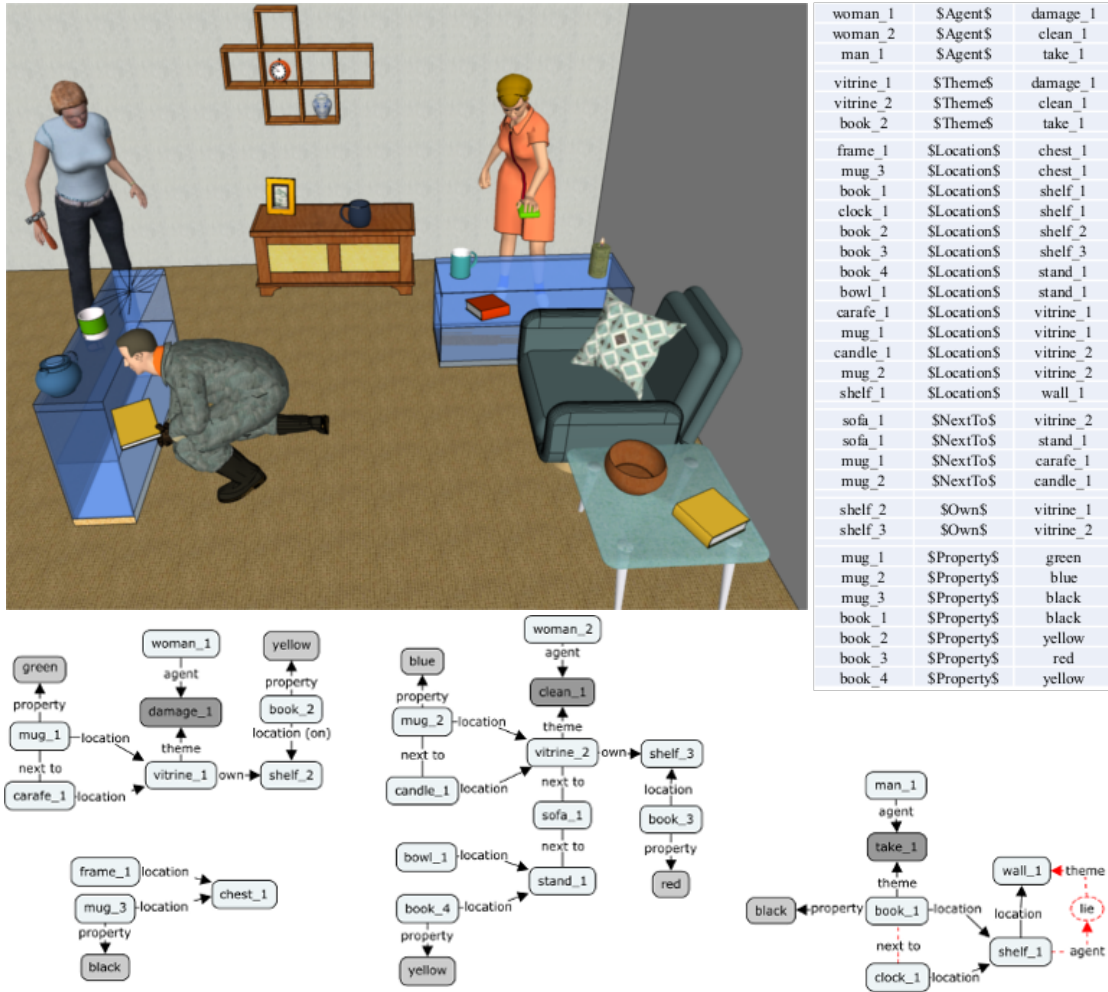 woman_1 $Agent$ damage_1
woman_2 $Agent$ clean_1
man_1 $Agent$ take_1
vitrine_1 $Theme$ damage_1
vitrine_2 $Theme$ clean_1
book_2 $Theme$ take_1
frame_1 $Location$ chest_1
mug_3 $Location$ chest_1
book_1 $Location$ shelf_1
clock_1 $Location$ shelf_1
book_2 $Location$ shelf_2
book_3 $Location$ shelf_3
book_4 $Location$ stand_1
bowl_1 $Location$ stand_1
carafe_1 $Location$ vitrine_1
mug_1 $Location$ vitrine_1
candle_1 $Location$ vitrine_2
mug_2 $Location$ vitrine_2
shelf_1 $Location$ wall_1
sofa_1 $NextTo$ vitrine_2
sofa_1 $NextTo$ stand_1
mug_1 $NextTo$ carafe_1
mug_2 $NextTo$ candle_1
shelf_2 $Own$ vitrine_1
shelf_3 $Own$ vitrine_2
mug_1 $Property$ green
mug_2 $Property$ blue
mug_3 $Property$ black
book_1 $Property$ black
book_2 $Property$ yellow
book_3 $Property$ red
book_4 $Property$ yellow
woman_1
yellow
green
agent
property
property
damage_1
book_2
mug_1
location
theme
location (on)
next to
vitrine_1
own
shelf_2
carafe_1
location
frame_1
location
chest_1
mug_3
location
property
black
woman_2
agent
blue
clean_1
property
theme
mug_2
location
vitrine_2
own
shelf_3
next to
next to
location
candle_1
location
sofa_1
book_3
next to
property
bowl_1
location
stand_1
red
book_4
location
property
yellow
man_1
agent
take_1
theme
wall_1
theme
black
property
book_1
location
location
lie
next to
shelf_1
agent
clock_1
location